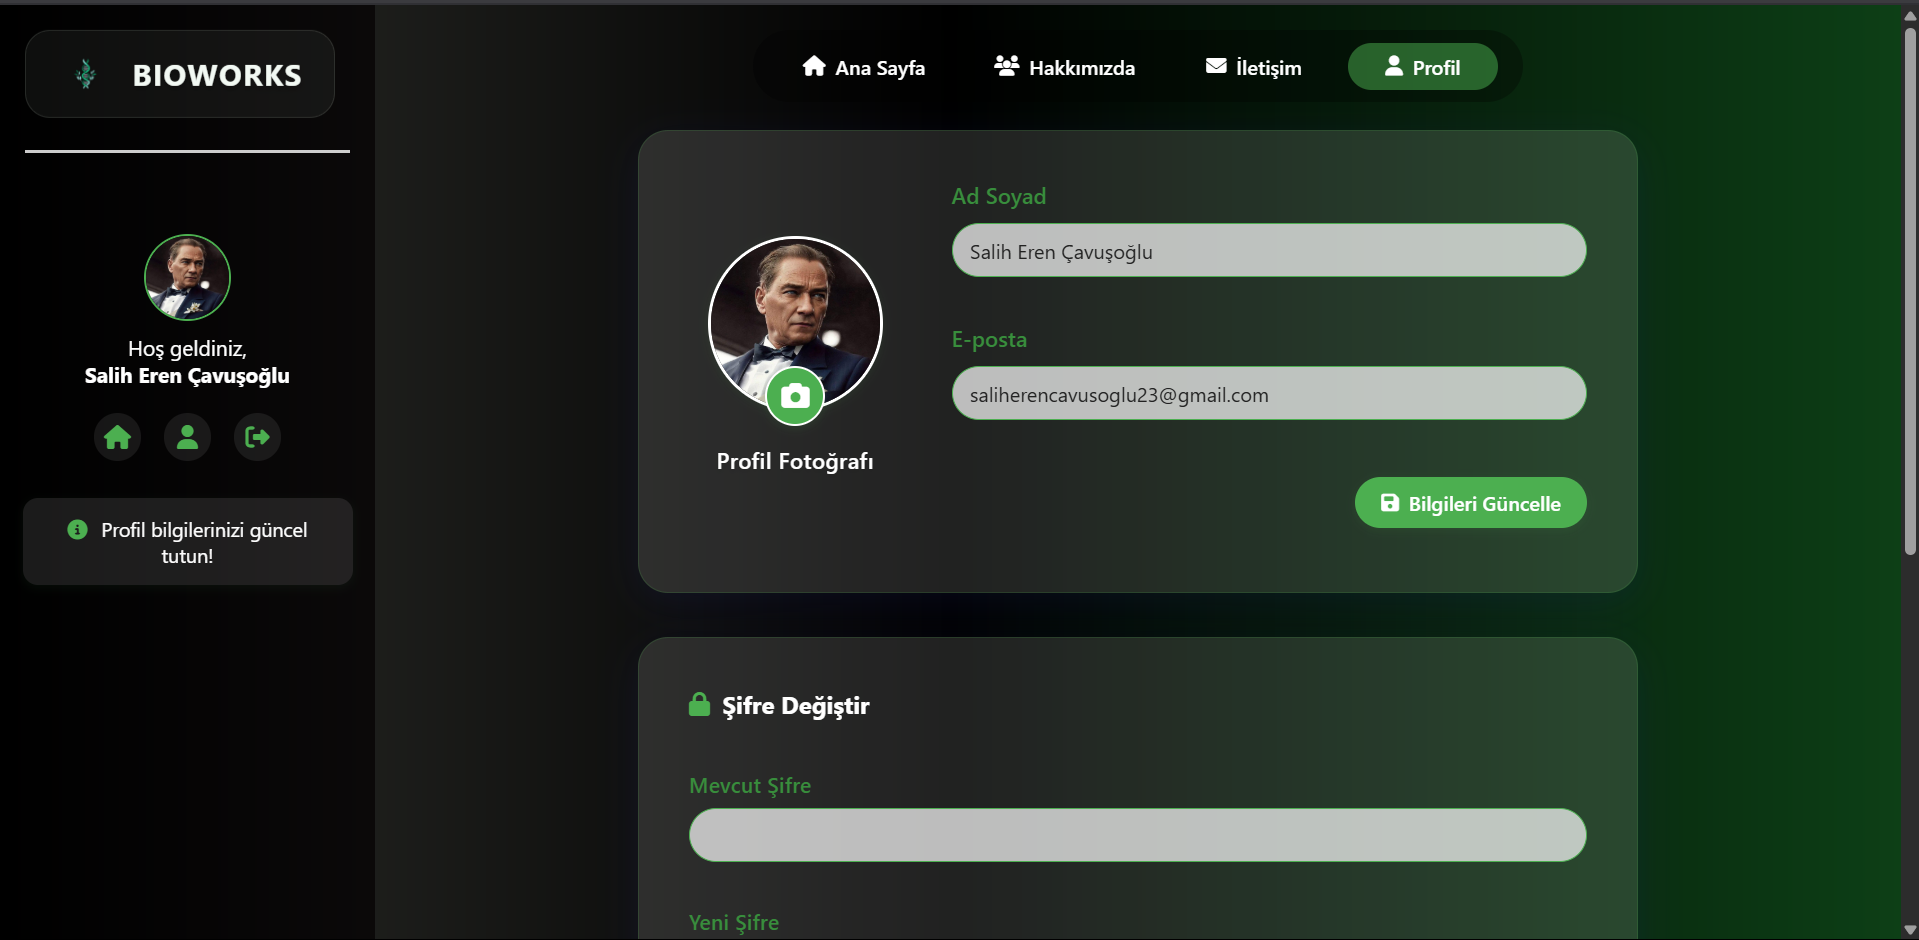 BIOWORKS
Hoş geldiniz,
Salih Eren Çavuşoğlu
Profil bilgilerinizi güncel
tutun!
Ana Sayfa
Hakkımızda
İletişim
Profil
Profil Fotoğrafı
Ad Soyad
Salih Eren Çavuşoğlu
E-posta
saliherencavusoglu23@gmail.com
Bilgileri Güncelle
Şifre Değiştir
Mevcut Şifre
Yeni Şifre